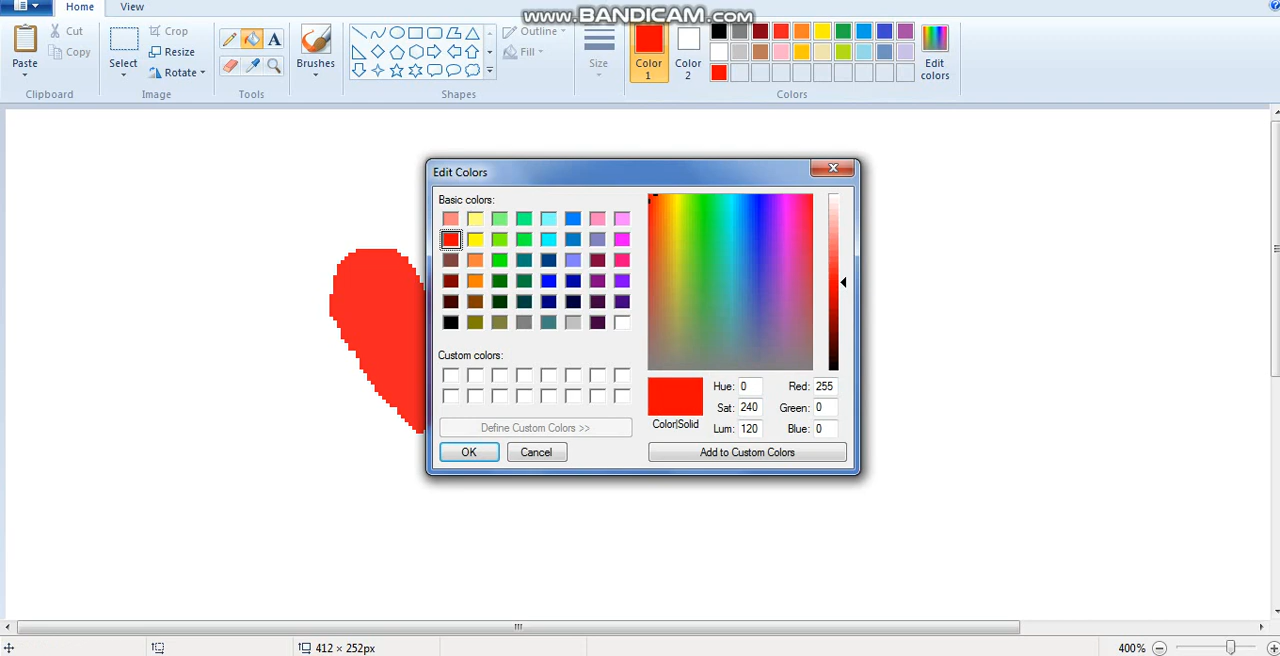 Home View
www.BANDICAM.com
Paste
Cut
Copy
Clipboard
Select
Crop
Resize
Rotate
Image
A
Tools
Brushes
Outline
Fill
Shapes
Size
Color
1
Color
2
Edit
colors
Colors
Edit Colors
Basic colors:
Custom colors:
Define Custom Colors >>
OK Cancel
Color|Solid
Hue: 0 Red: 255
Sat: 240 Green: 0
Lum: 120 Blue: 0
Add to Custom Colors
412 × 252px 400%